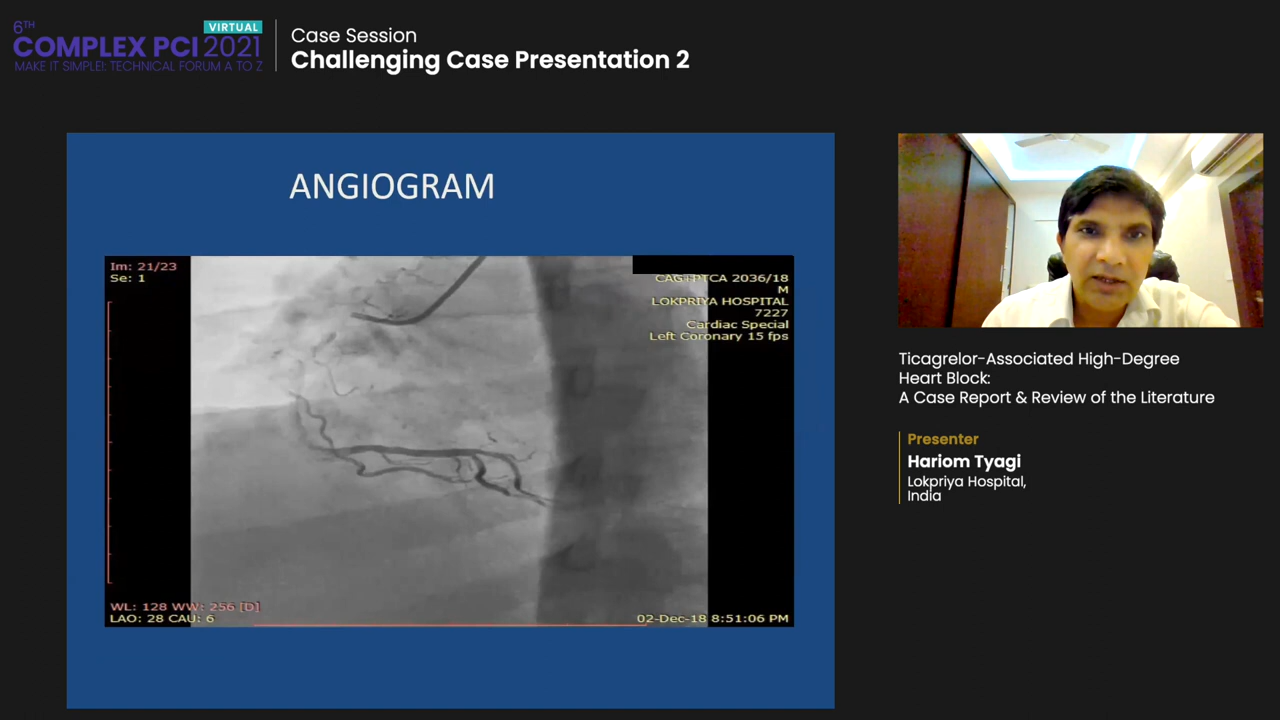 6TH
VIRTUAL
COMPLEX PCI 2021
MAKE IT SIMPLE!: TECHNICAL FORUM A TO Z
Case Session
Challenging Case Presentation 2
ANGIOGRAM
Im: 21/23
Se: 1
CAG+PTCA 2036/18
M
LOKPRIYA HOSPITAL
7227
Cardiac Special
Left Coronary 15 fps
WL: 128 WW: 256 [D]
LAO: 28 CAU: 6
02-Dec-18 8:51:06 PM
Ticagrelor-Associated High-Degree
Heart Block:
A Case Report & Review of the Literature
Presenter
Hariom Tyagi
Lokpriya Hospital,
India